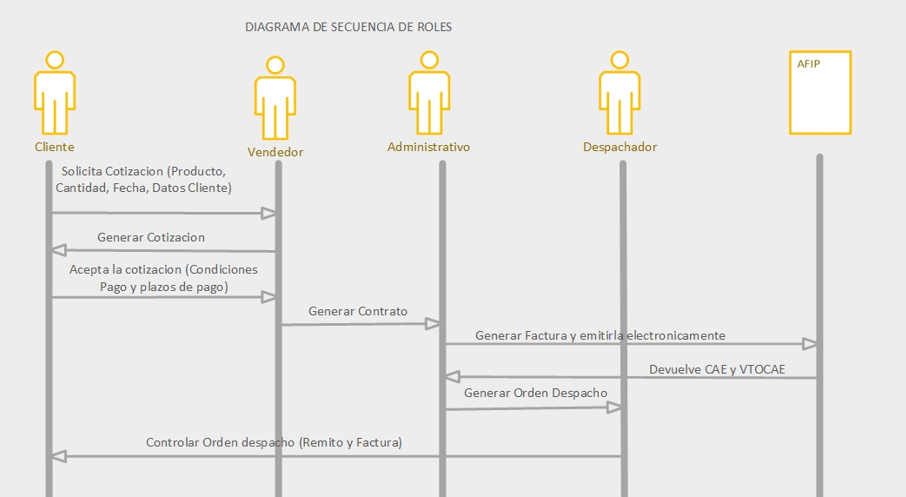 DIAGRAMA DE SECUENCIA DE ROLES
AFIP
Cliente
Vendedor
Administrativo
Despachador
Solicita Cotizacion (Producto,
Cantidad, Fecha, Datos Cliente)
Generar Cotizacion
Acepta la cotizacion (Condiciones
Pago y plazos de pago)
Generar Contrato
Generar Factura y emitirla electronicamente
Devuelve CAE y VTOCAE
Generar Orden Despacho
Controlar Orden despacho (Remito y Factura)